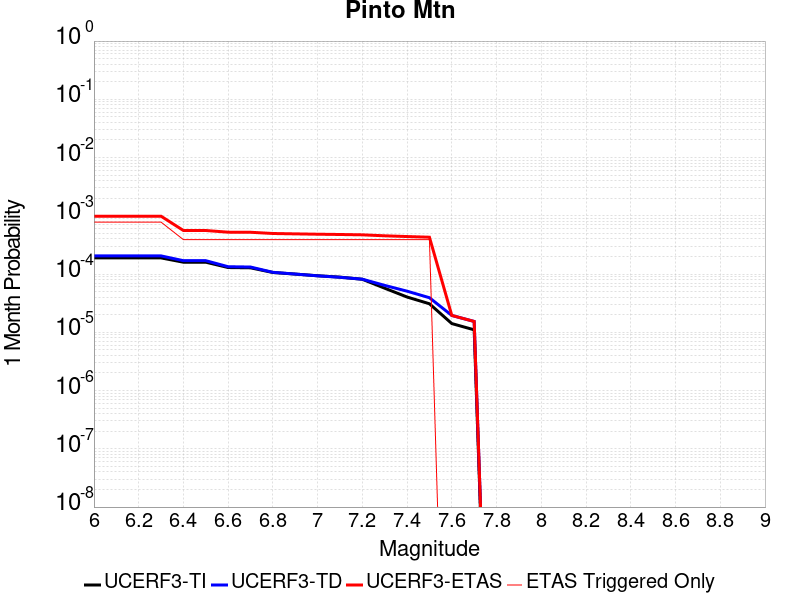 Pinto Mtn
1 Month Probability
10^0
10^-1
10^-2
10^-3
10^-4
10^-5
10^-6
10^-7
10^-8
6 6.2 6.4 6.6 6.8 7 7.2 7.4 7.6 7.8 8 8.2 8.4 8.6 8.8 9
Magnitude
UCERF3-TI UCERF3-TD UCERF3-ETAS ETAS Triggered Only